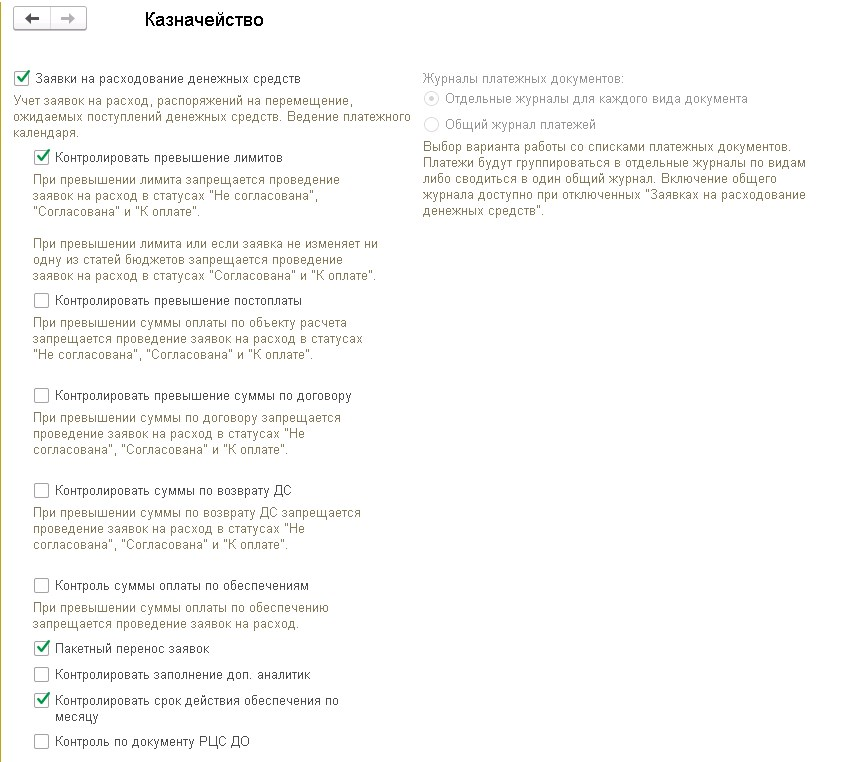 Казначейство
Заявки на расходование денежных средств
Учет заявок на расход, распоряжений на перемещение,
ожидаемых поступлений денежных средств. Ведение платежного
календаря.
Контролировать превышение лимитов
При превышении лимита запрещается проведение
заявок на расход в статусах "Не согласована",
"Согласована" и "К оплате".
При превышении лимита или если заявка не изменяет ни
одну из статей бюджетов запрещается проведение
заявок на расход в статусах "Согласована" и "К оплате".
Контролировать превышение постоплаты
При превышении суммы оплаты по объекту расчета
запрещается проведение заявок на расход в статусах
"Не согласована", "Согласована" и "К оплате".
Контролировать превышение суммы по договору
При превышении суммы по договору запрещается
проведение заявок на расход в статусах "Не
согласована", "Согласована" и "К оплате".
Контролировать суммы по возврату ДС
При превышении суммы по возврату ДС запрещается
проведение заявок на расход в статусах "Не
согласована", "Согласована" и "К оплате".
Контроль суммы оплаты по обеспечениям
При превышении суммы оплаты по обеспечению
запрещается проведение заявок на расход.
Пакетный перенос заявок
Контролировать заполнение доп. аналитик
Контролировать срок действия обеспечения по
месяцу
Контроль по документу РЦС ДО
Журналы платежных документов:
Отдельные журналы для каждого вида документа
Общий журнал платежей
Выбор варианта работы со списками платежных документов.
Платежи будут группироваться в отдельные журналы по видам
либо сводиться в один общий журнал. Включение общего
журнала доступно при отключенных "Заявках на расходование
денежных средств".